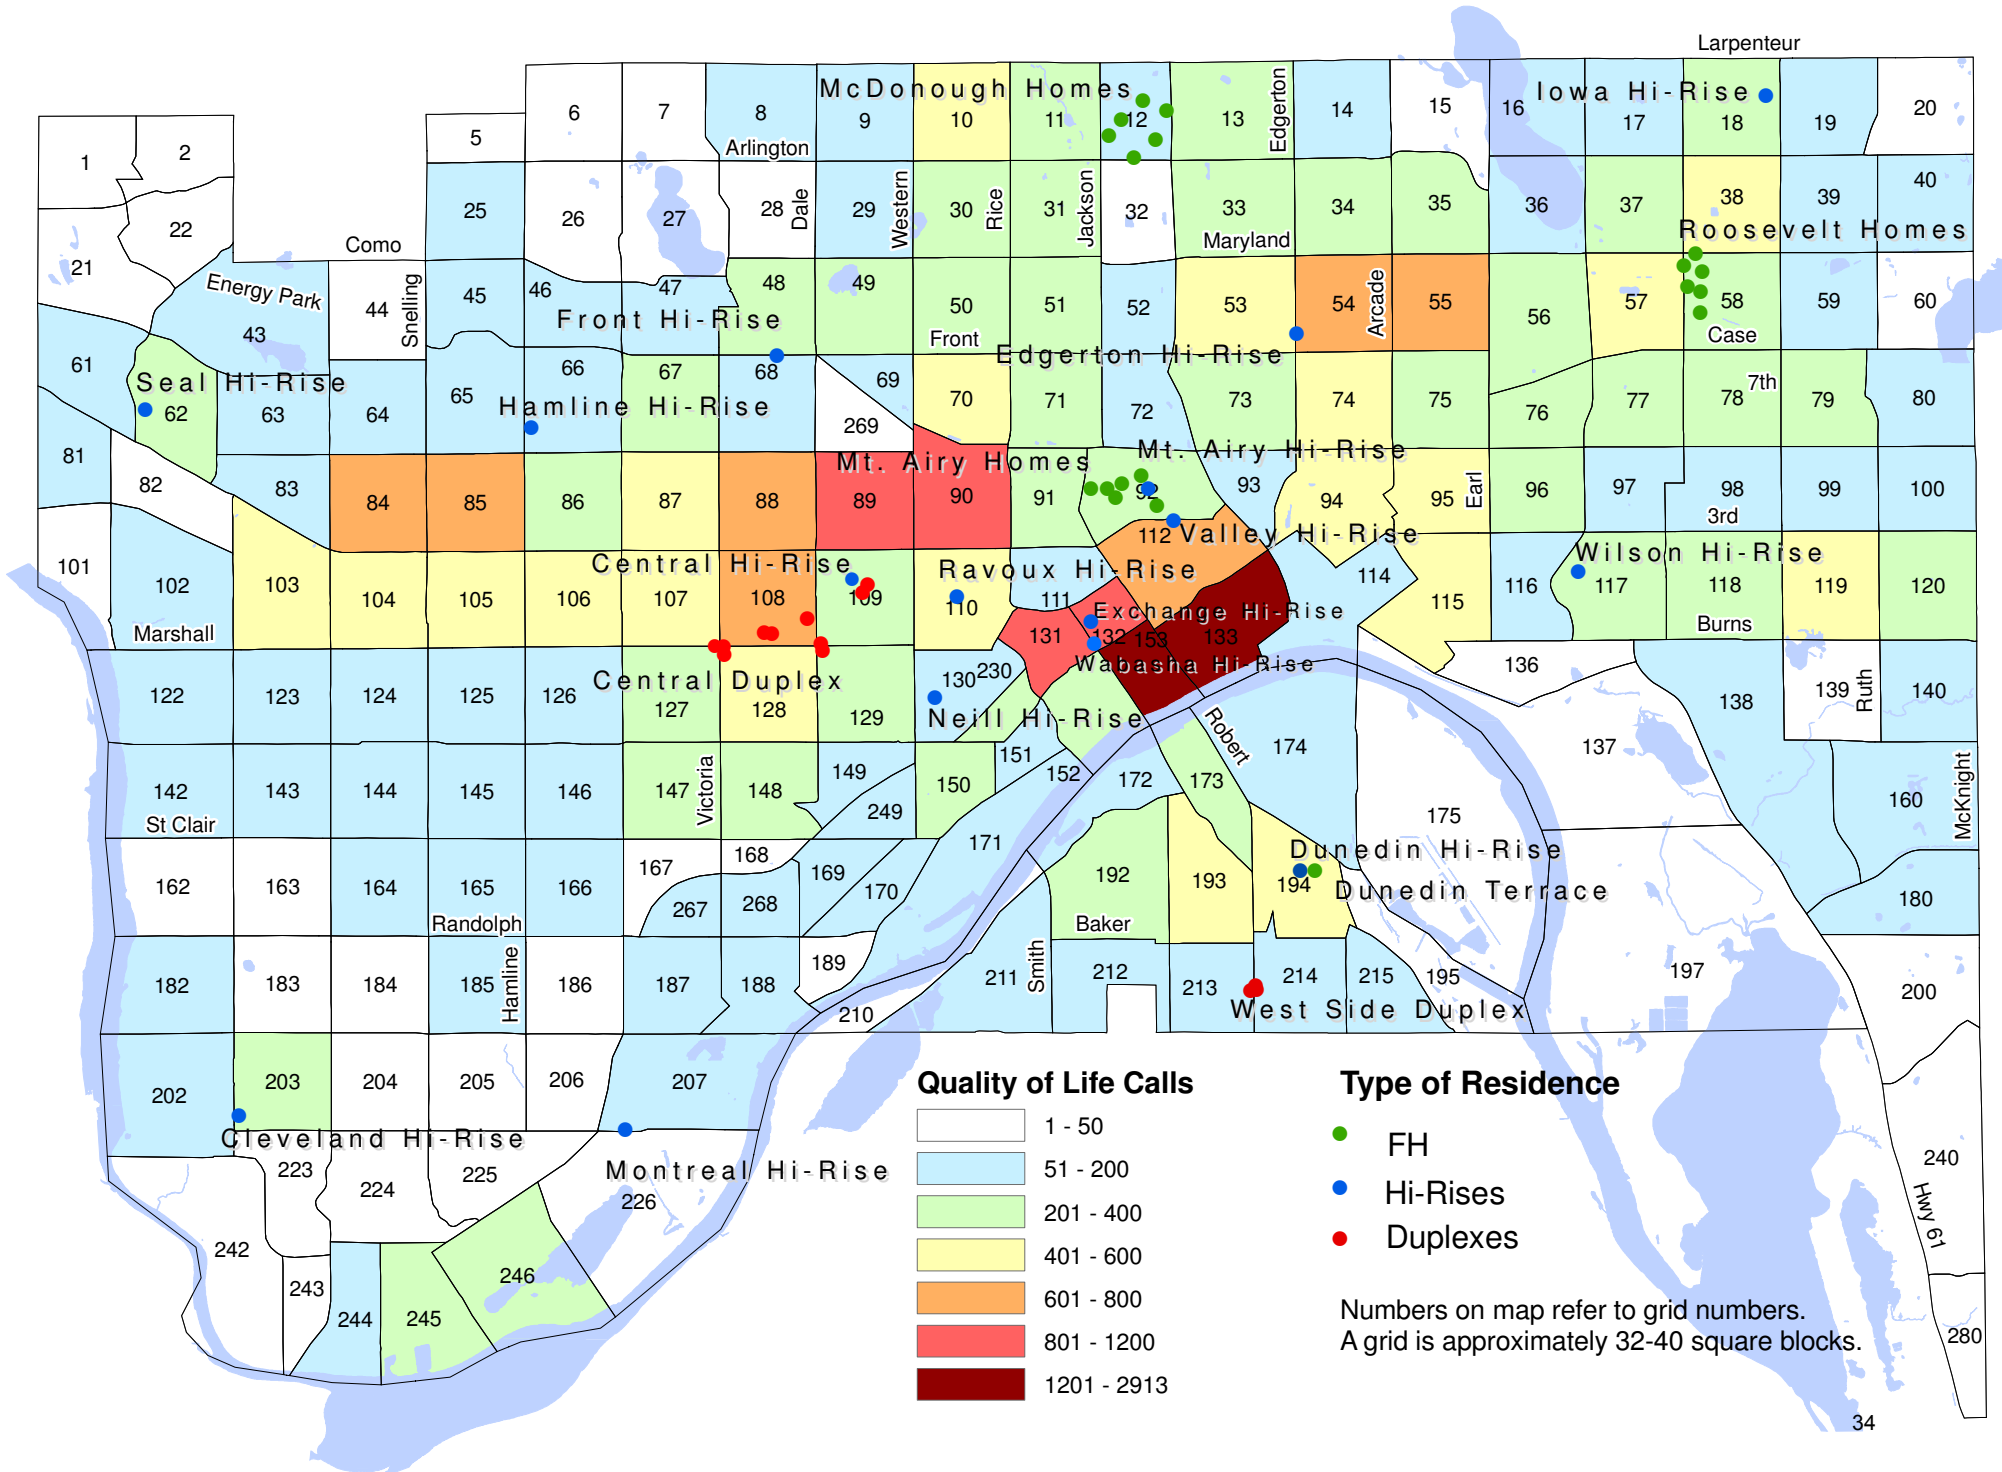 Larpenteur
McDonough Homes
Iowa Hi-Rise
5 6 7 8 9 10 11 12 13 14 15 16 17 18 19 20
Arlington
Edgerton
1 2
25 26 27 28 29 30 31 32 33 34 35 36 37 38 39 40
Dale
Western
Rice
Jackson
Maryland
Roosevelt Homes
22
21
Como
Energy Park
Snelling
43 44 45 46 47 48 49 50 51 52 53 54 55 56 57 58 59 60
Arcade
Front Hi-Rise
Front
Case
Edgerton Hi-Rise
61 62 63 64 65 66 67 68 69 70 71 72 73 74 75 76 77 78 79 80
7th
Seal Hi-Rise
Hamline Hi-Rise
269
Mt. Airy Homes
Mt. Airy Hi-Rise
81 82 83 84 85 86 87 88 89 90 91 92 93 94 95 96 97 98 99 100
Earl
3rd
Valley Hi-Rise
Central Hi-Rise
Ravoux Hi-Rise
Wilson Hi-Rise
101 102 103 104 105 106 107 108 109 110 111 112 114 115 116 117 118 119 120
Exchange Hi-Rise
Marshall
Burns
131 132 153 133
Wabasha Hi-Rise
136
Central Duplex
122 123 124 125 126 127 128 129 130 230
137 138 139 140
Ruth
Neill Hi-Rise
Robert
142 143 144 145 146 147 148 149 249 150 151 152 172 173 174 175 160
Victoria
McKnight
St Clair
Dunedin Hi-Rise
162 163 164 165 166 167 168 267 268 169 170 171 192 193 194 180
Dunedin Terrace
Randolph
Baker
182 183 184 185 186 187 188 189 210 211 212 213 214 215 195 197 200
Hamline
Smith
West Side Duplex
202 203 204 205 206 207
Cleveland Hi-Rise
Montreal Hi-Rise
223 224 225 226
240
Hwy 61
242 243 244 245 246
280
34
Quality of Life Calls
1 - 50
51 - 200
201 - 400
401 - 600
601 - 800
801 - 1200
1201 - 2913
Type of Residence
FH
Hi-Rises
Duplexes
Numbers on map refer to grid numbers.
A grid is approximately 32-40 square blocks.